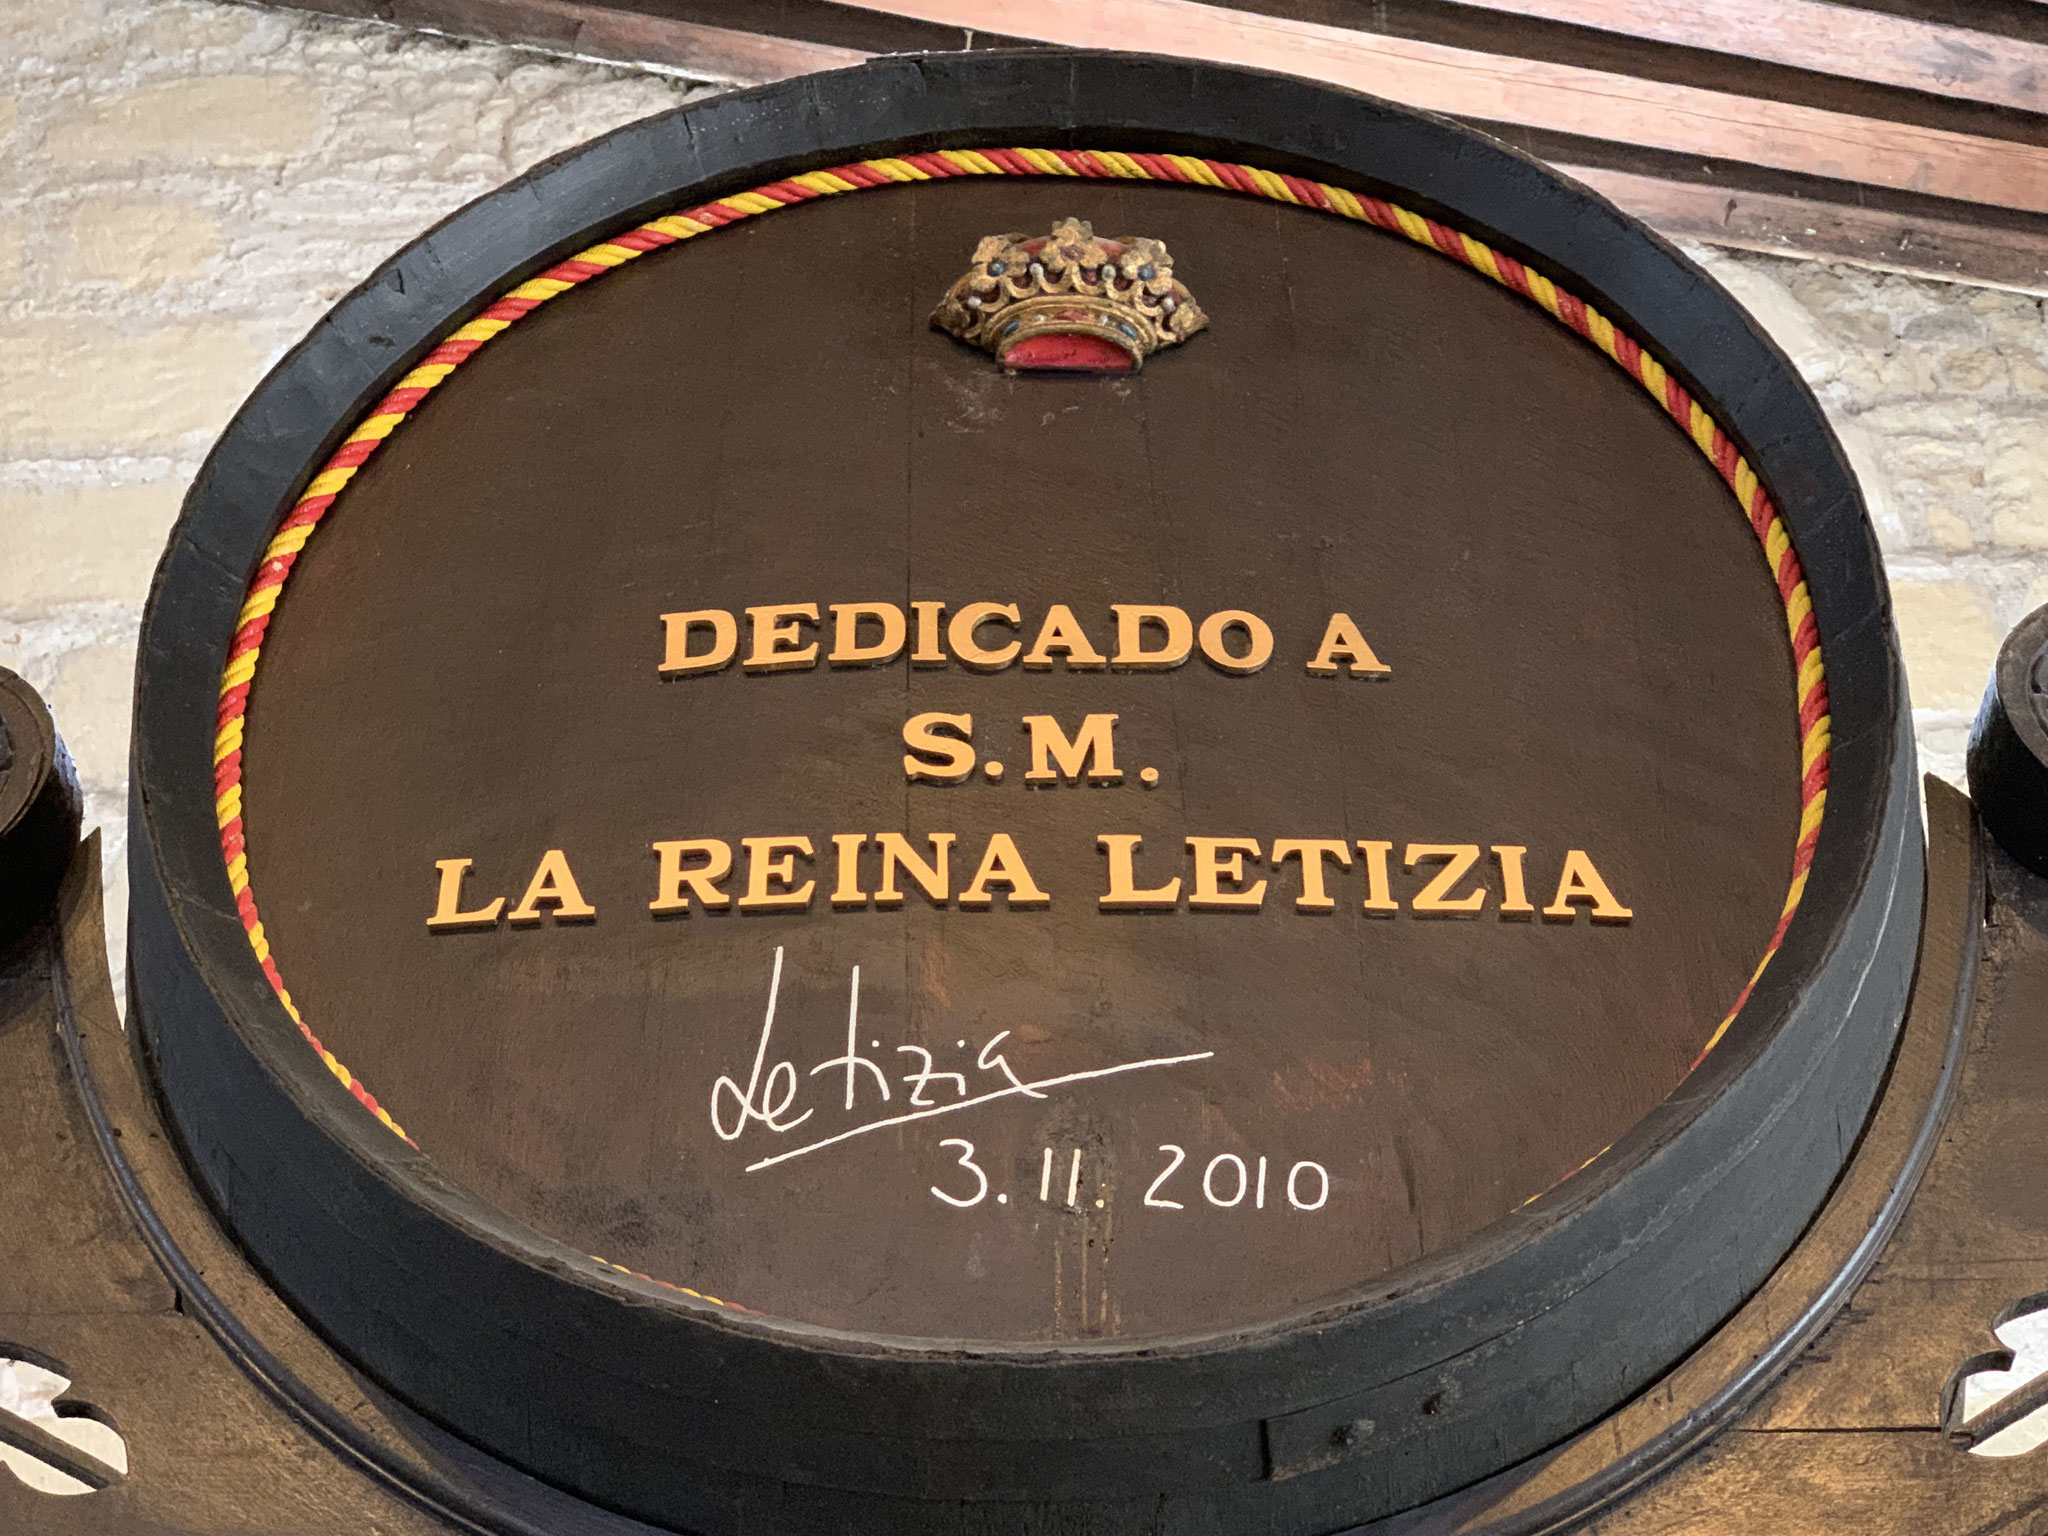 DEDICADO A
S.M.
LA REINA LETIZIA
Letizia
3.11.2010